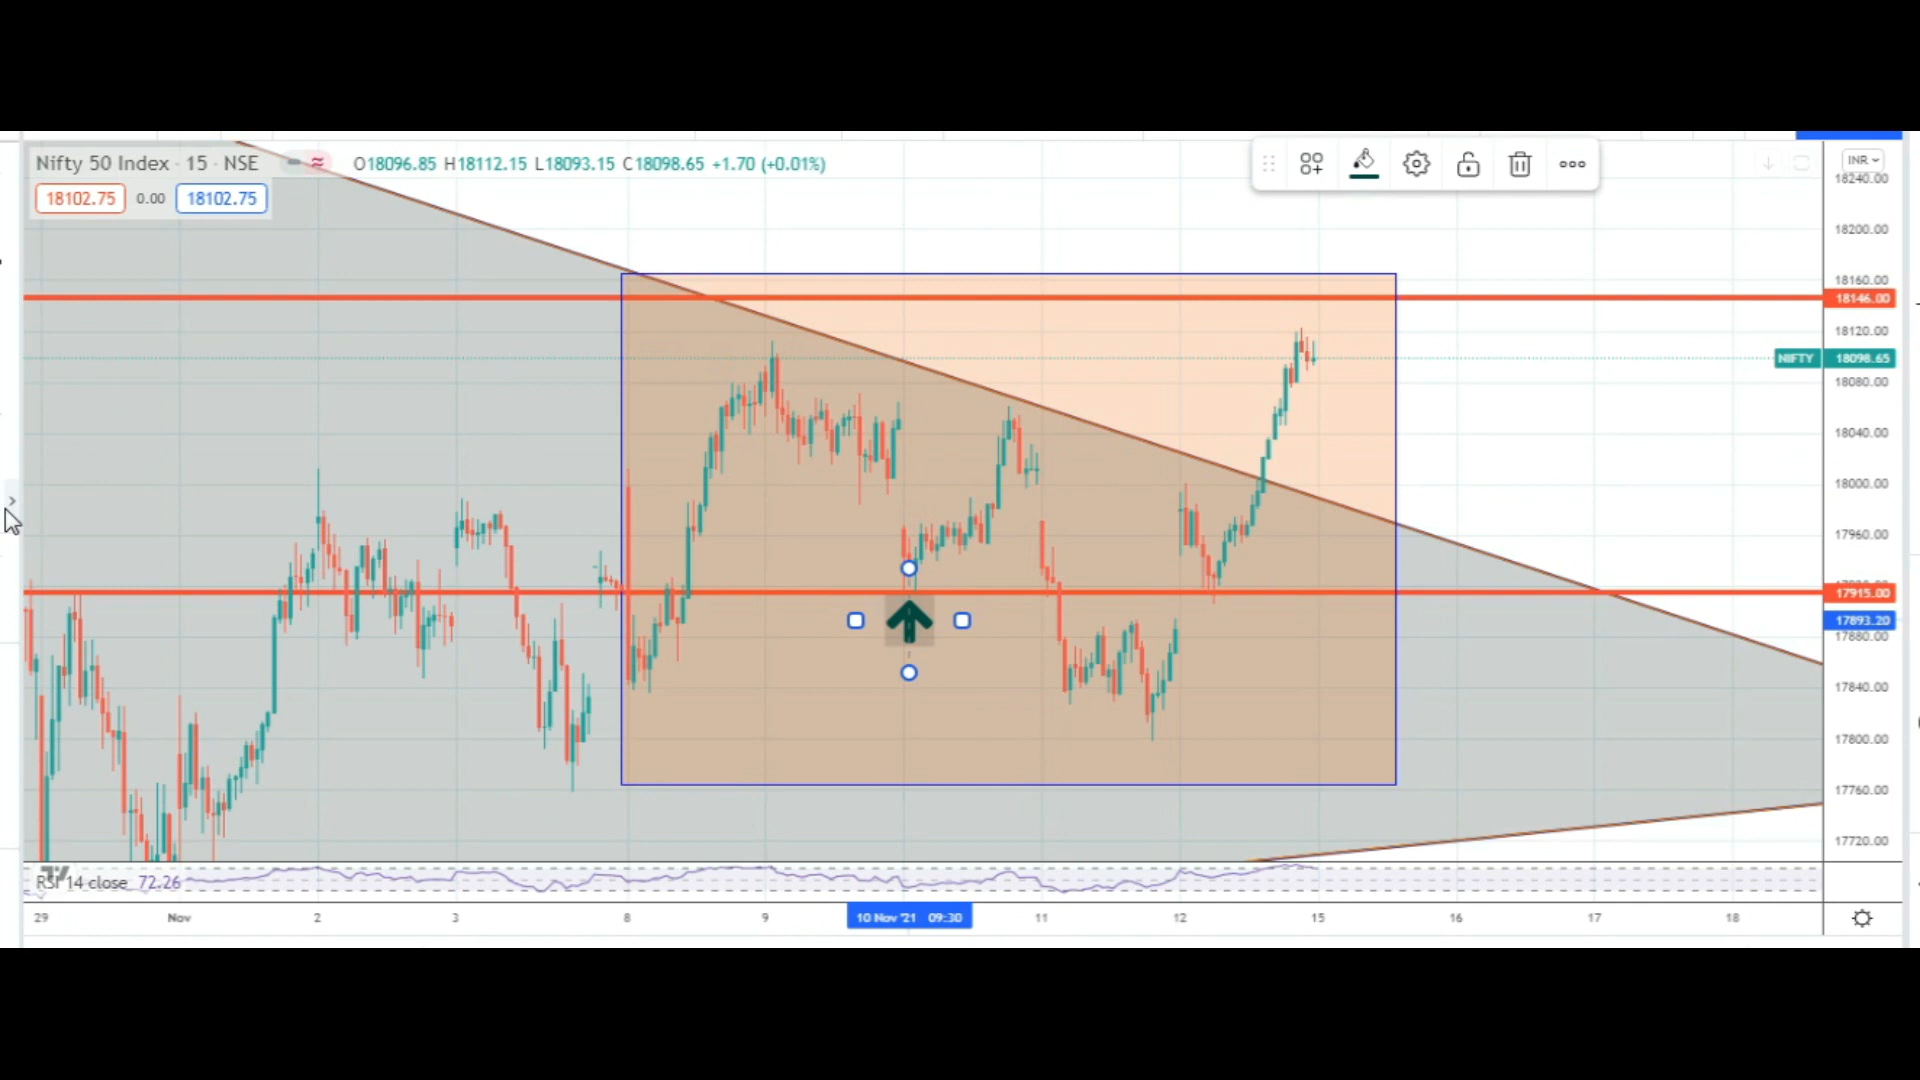 Nifty 50 Index · 15 · NSE
O18096.85 H18112.15 L18093.15 C18098.65 +1.70 (+0.01%)
18102.75 0.00 18102.75
INR
18240.00
18200.00
18160.00
18146.00
18120.00
NIFTY 18098.65
18080.00
18040.00
18000.00
17960.00
17915.00
17893.20
17880.00
17840.00
17800.00
17760.00
17720.00
RSI 14 close 72.26
29 Nov 2 3 8 9 10 Nov '21 09:30 11 12 15 16 17 18